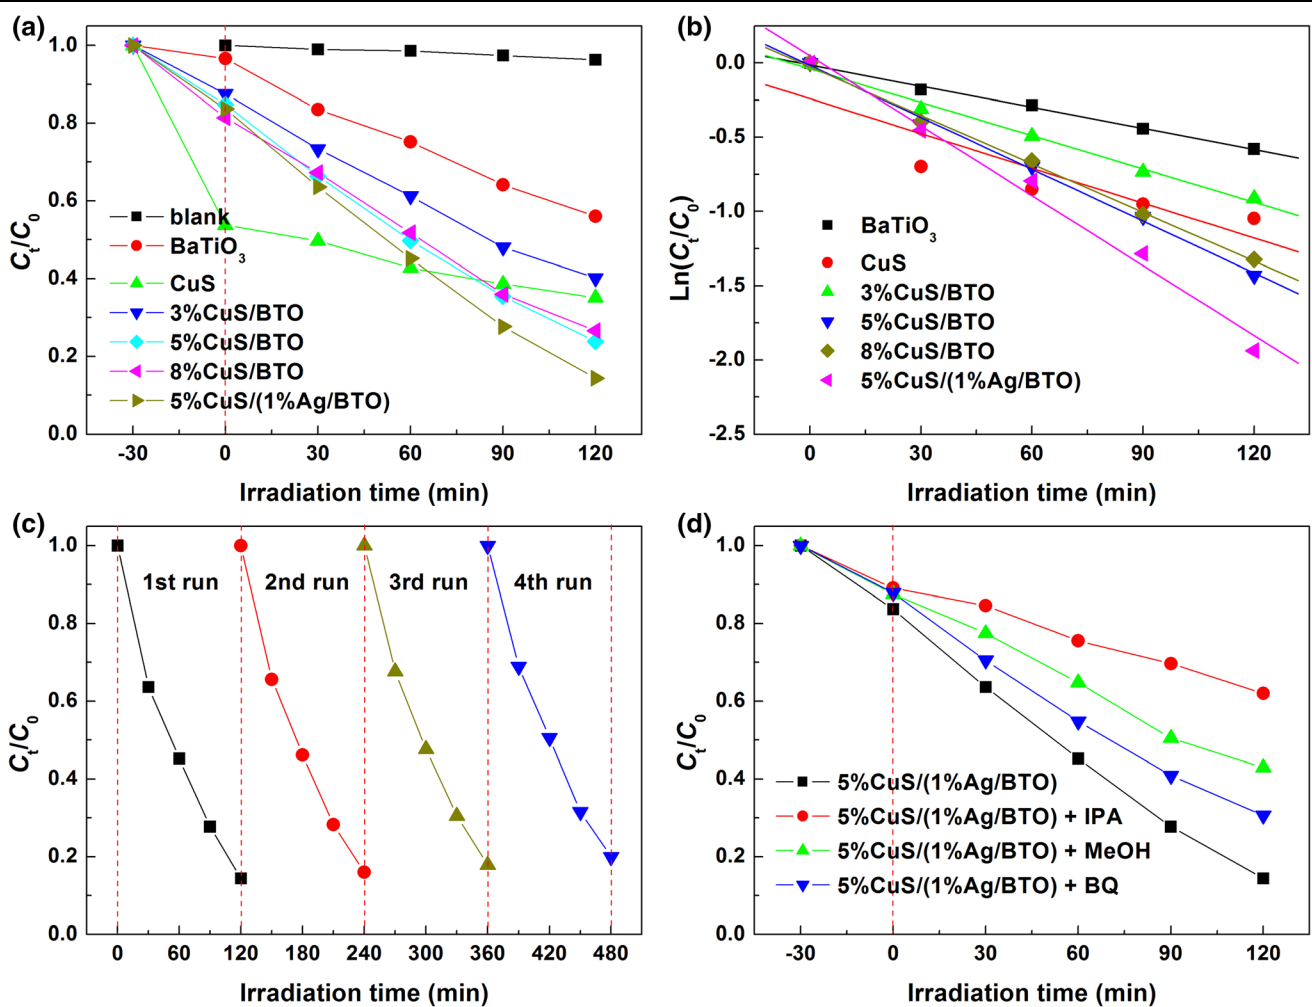 (a)
1.0
0.8
0.6
0.4
0.2
0.0
Ct/C0
blank
BaTiO3
CuS
3%CuS/BTO
5%CuS/BTO
8%CuS/BTO
5%CuS/(1%Ag/BTO)
-30 0 30 60 90 120
Irradiation time (min)
(b)
0.0
-0.5
-1.0
-1.5
-2.0
-2.5
Ln(Ct/C0)
BaTiO3
CuS
3%CuS/BTO
5%CuS/BTO
8%CuS/BTO
5%CuS/(1%Ag/BTO)
0 30 60 90 120
Irradiation time (min)
(c)
1.0
0.8
0.6
0.4
0.2
0.0
Ct/C0
1st run 2nd run 3rd run 4th run
0 60 120 180 240 300 360 420 480
Irradiation time (min)
(d)
1.0
0.8
0.6
0.4
0.2
0.0
Ct/C0
5%CuS/(1%Ag/BTO)
5%CuS/(1%Ag/BTO) + IPA
5%CuS/(1%Ag/BTO) + MeOH
5%CuS/(1%Ag/BTO) + BQ
-30 0 30 60 90 120
Irradiation time (min)